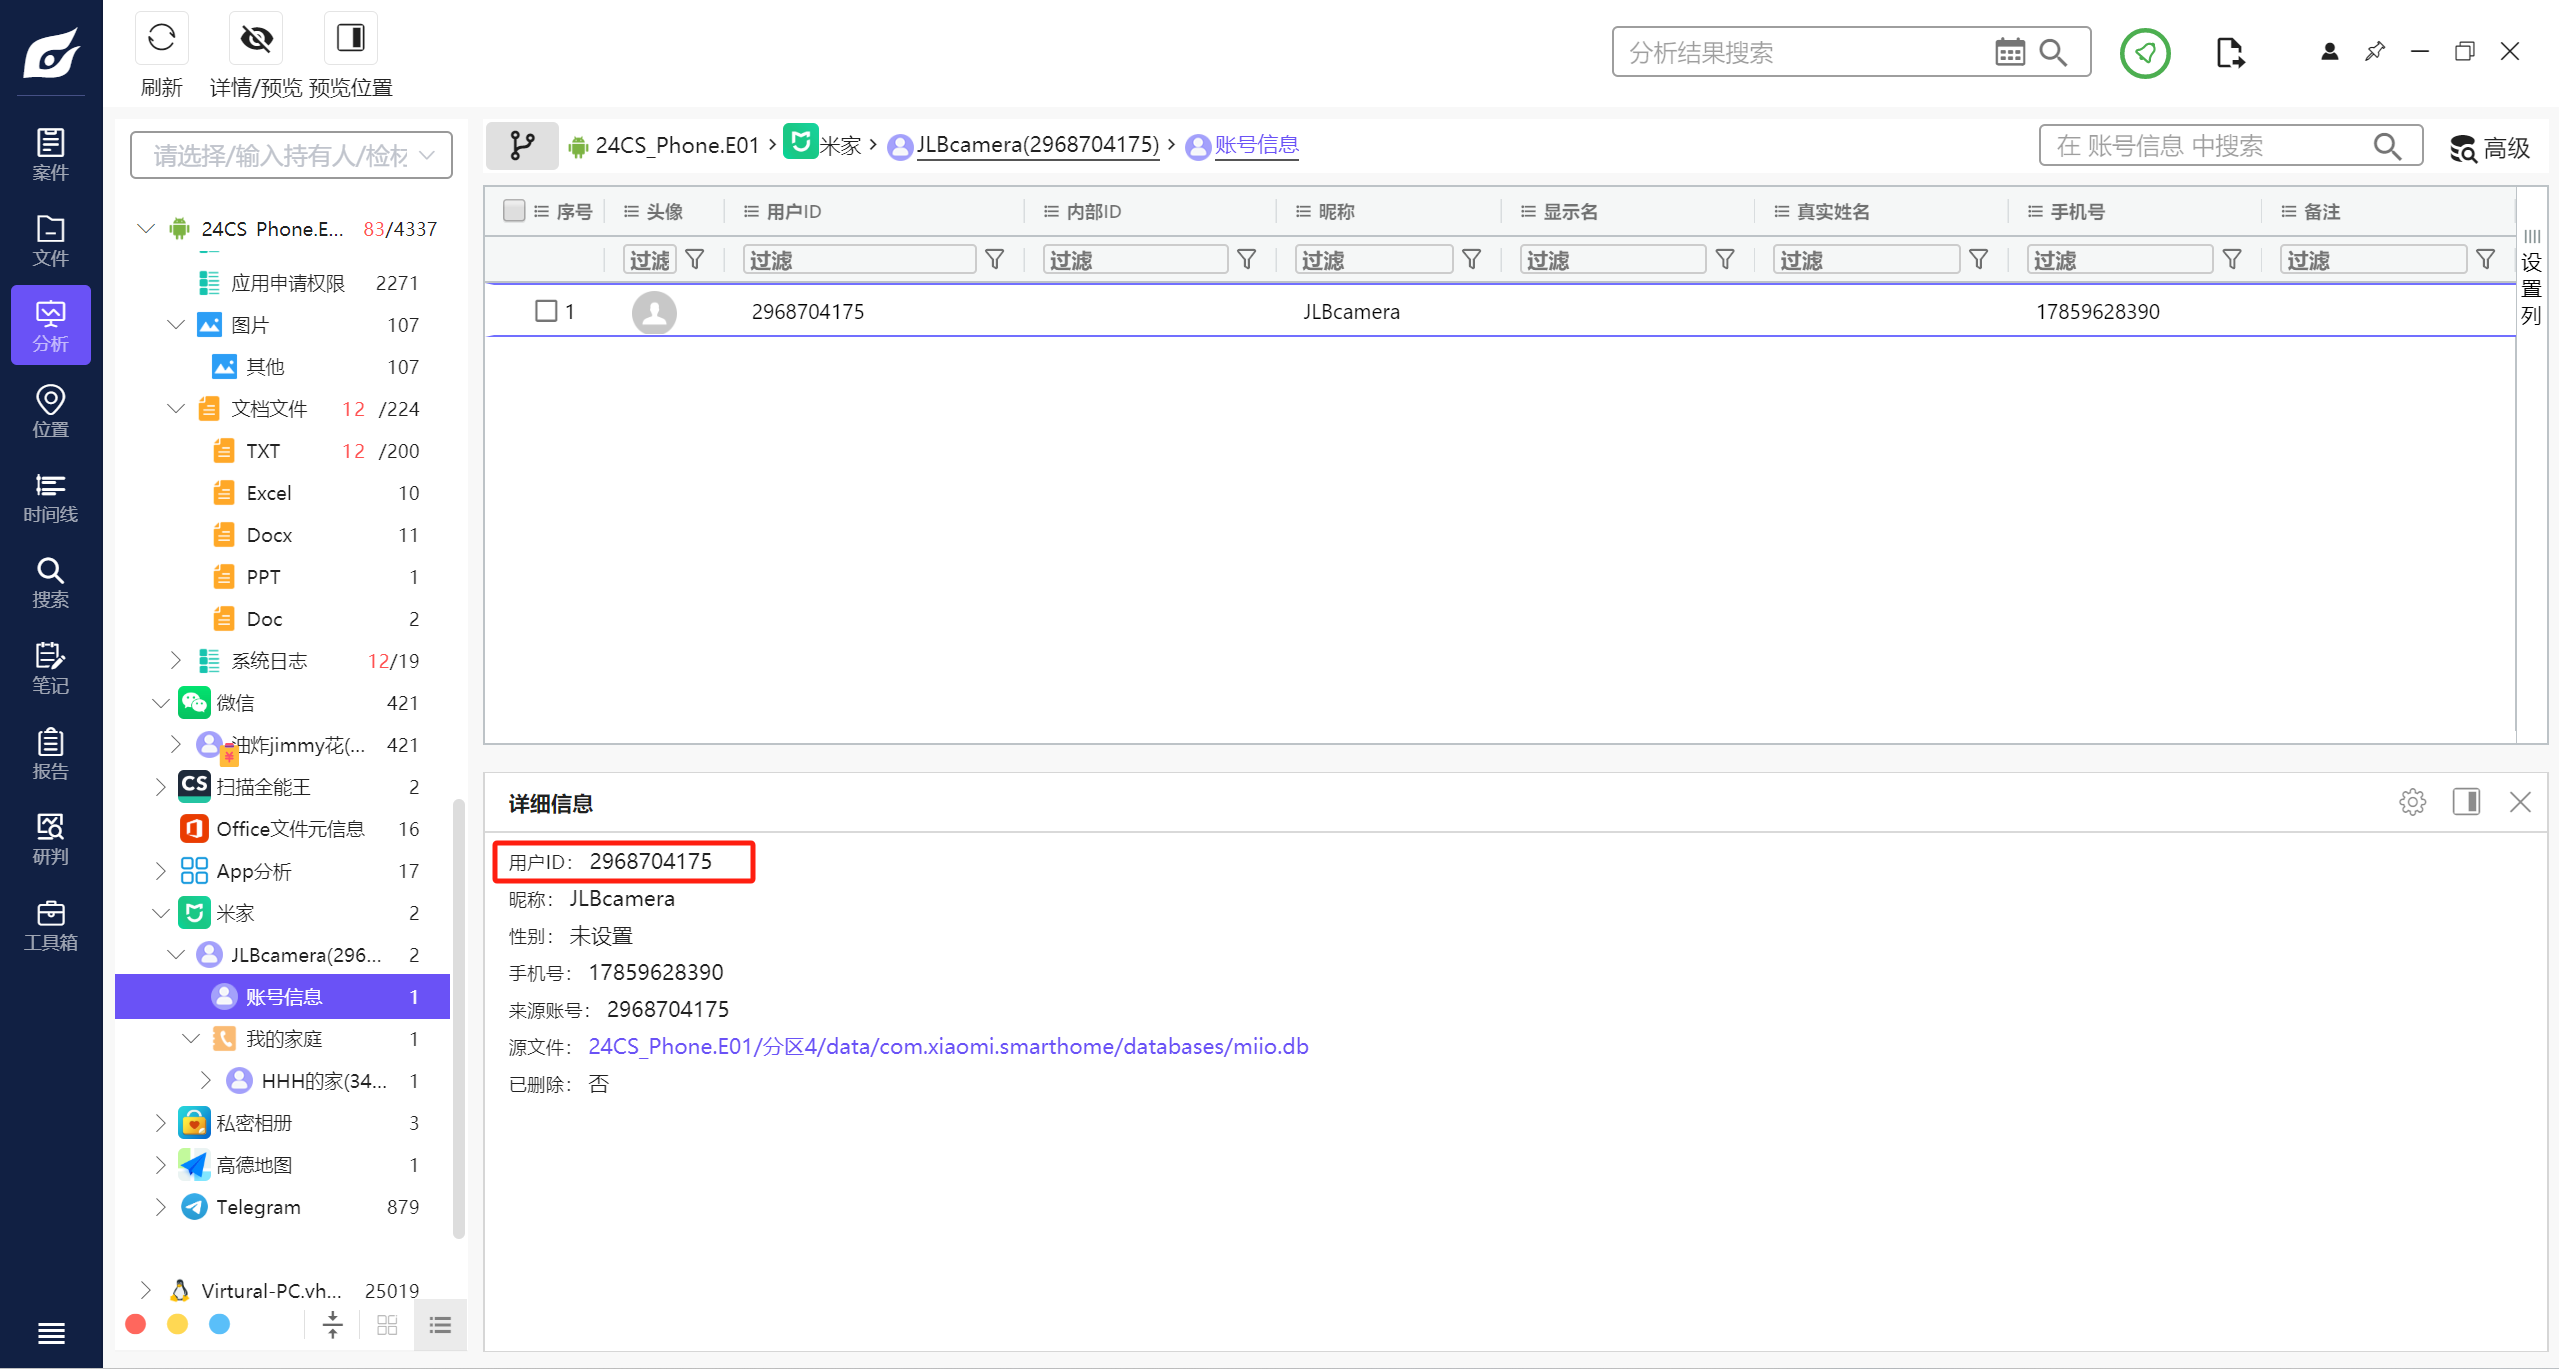 刷新
详情/预览
预览位置
分析结果搜索
案件
文件
分析
位置
时间线
搜索
笔记
报告
研判
工具箱
请选择/输入持有人/检材
24CS_Phone.E... 83/4337
应用申请权限 2271
图片 107
其他 107
文档文件 12 /224
TXT 12 /200
Excel 10
Docx 11
PPT 1
Doc 2
系统日志 12/19
微信 421
油炸jimmy花(... 421
CS 扫描全能王 2
Office文件元信息 16
App分析 17
米家 2
JLBcamera(296... 2
账号信息 1
我的家庭 1
HHH的家(34... 1
私密相册 3
高德地图 1
Telegram 879
Virtural-PC.vh... 25019
24CS_Phone.E01 › 米家 › JLBcamera(2968704175) › 账号信息
在 账号信息 中搜索
高级
序号 头像 用户ID 内部ID 昵称 显示名 真实姓名 手机号 备注
过滤 过滤 过滤 过滤 过滤 过滤 过滤 过滤
1 2968704175 JLBcamera 17859628390
设置列
详细信息
用户ID： 2968704175
昵称： JLBcamera
性别： 未设置
手机号： 17859628390
来源账号： 2968704175
源文件： 24CS_Phone.E01/分区4/data/com.xiaomi.smarthome/databases/miio.db
已删除： 否